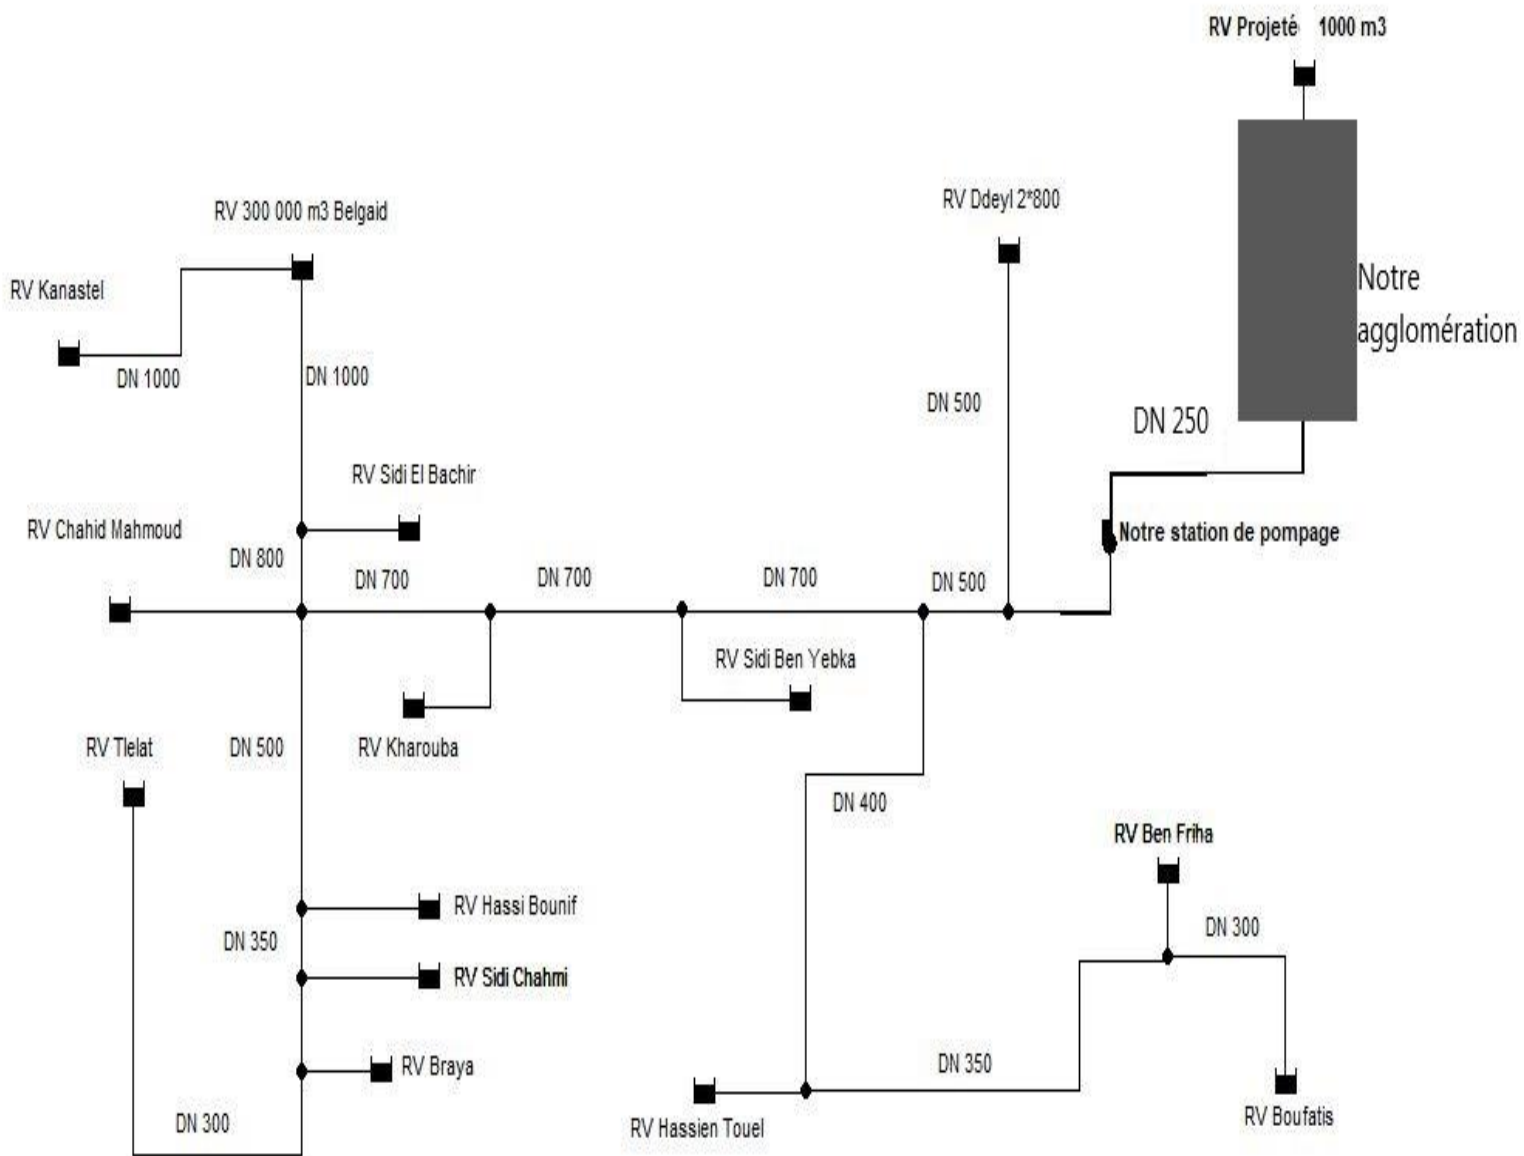 RV Projeté 1000 m3
RV Ddeyl 2*800
RV 300 000 m3 Belgaid
RV Kanastel
Notre
agglomération
DN 1000
DN 1000
DN 500
DN 250
RV Sidi El Bachir
RV Chahid Mahmoud
Notre station de pompage
DN 800
DN 700
DN 700
DN 700
DN 500
RV Sidi Ben Yebka
RV Tlelat
DN 500
RV Kharouba
DN 400
RV Ben Friha
RV Hassi Bounif
DN 300
DN 350
RV Sidi Chahmi
RV Braya
DN 350
DN 300
RV Hassien Touel
RV Boufatis